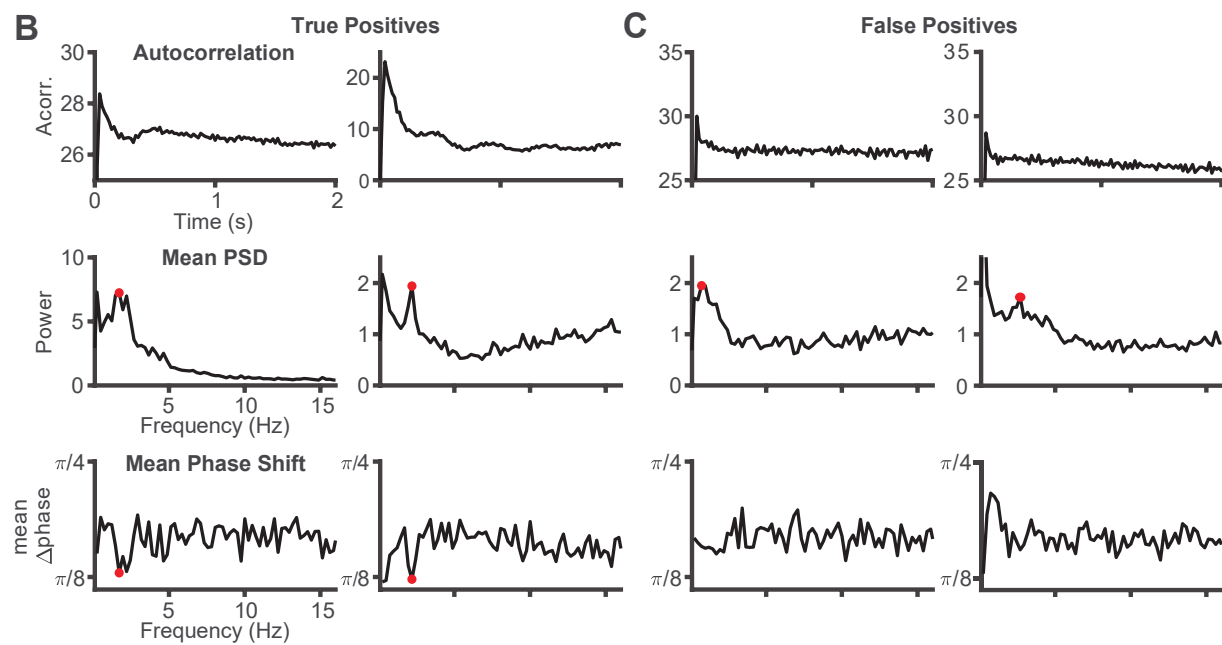 B
True Positives
C
False Positives
Autocorrelation
Acorr.
30
28
26
0
1
2
Time (s)
20
10
0
35
30
25
35
30
25
Mean PSD
Power
10
5
0
5
10
15
Frequency (Hz)
2
1
0
2
1
0
2
1
0
Mean Phase Shift
mean
Δphase
π/4
π/8
5
10
15
Frequency (Hz)
π/4
π/8
π/4
π/8
π/4
π/8